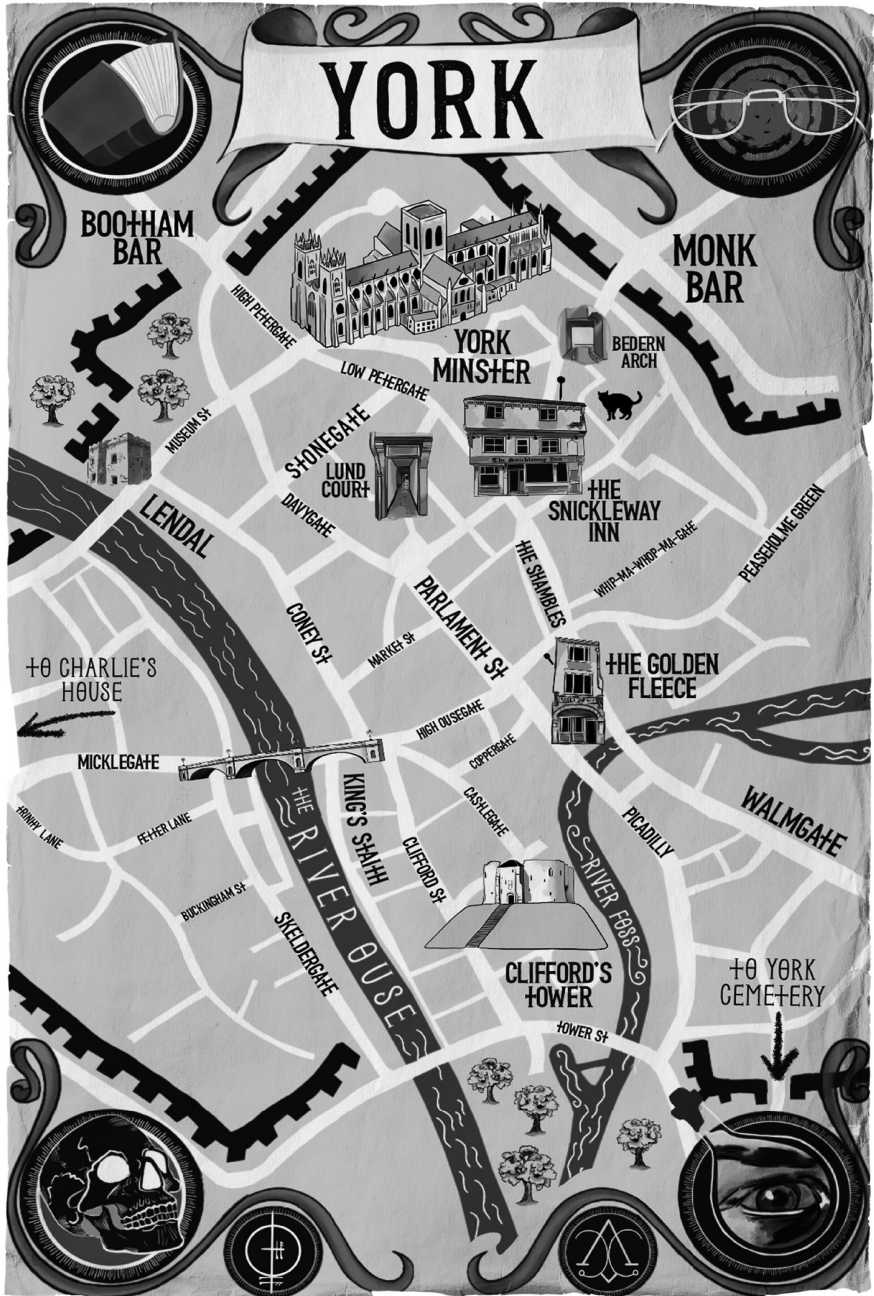 YORK
BOOTHAM
BAR
MONK
BAR
HIGH PETERGATE
YORK
MINSTER
BEDERN
ARCH
LOW PETERGATE
MUSEUM St
STONEGATE
LUND
COURT
The Snickleway Inn
THE
SNICKLEWAY
INN
LENDAL
DAVYGATE
THE SHAMBLES
WHIP-MA-WHOP-MA-GATE
PEASEHOLME GREEN
PARLAMENT St
CONEY St
MARKET St
TO CHARLIE'S
HOUSE
THE GOLDEN
FLEECE
HIGH OUSEGATE
COPPERGATE
MICKLEGATE
KING'S STAITH
CASTLEGATE
PICADILLY
WALMGATE
TRINITY LANE
FETTER LANE
THE RIVER OUSE
CLIFFORD St
RIVER FOSS
BUCKINGHAM St
SKELDERGATE
CLIFFORD'S
TOWER
TO YORK
CEMETERY
TOWER St